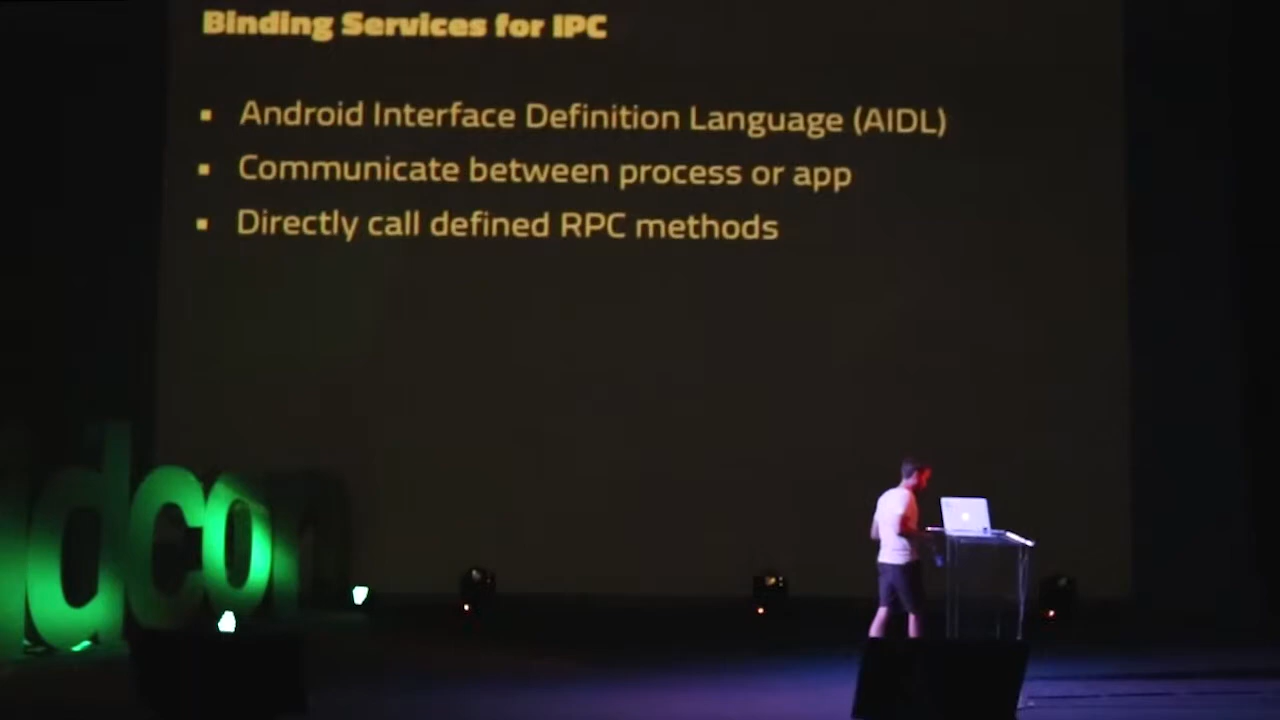 Binding Services for IPC
▪ Android Interface Definition Language (AIDL)
▪ Communicate between process or app
▪ Directly call defined RPC methods
dcon